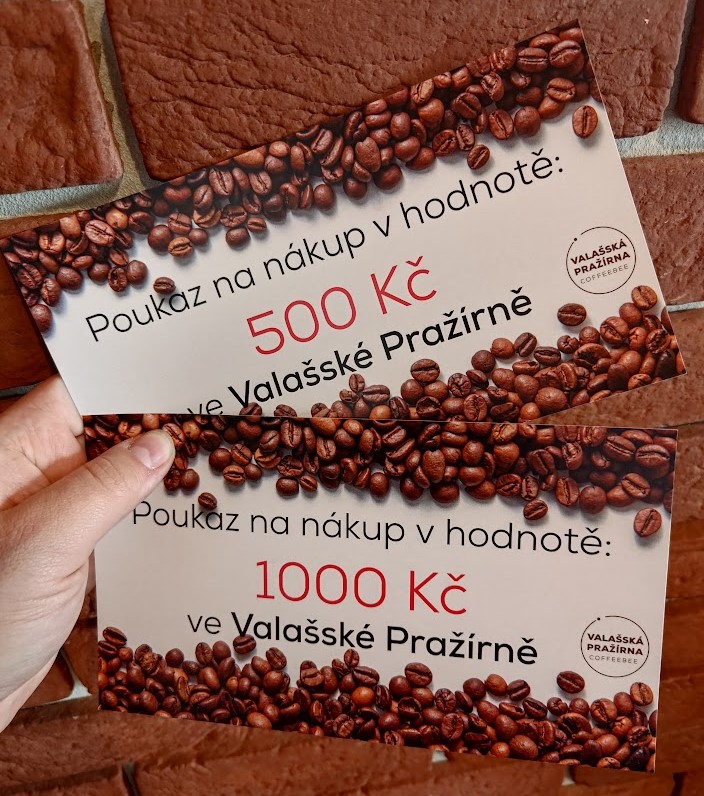 Poukaz na nákup v hodnotě:
500 Kč
ve Valašské Pražírně
VALAŠSKÁ
PRAŽÍRNA
COFFEEBEE
Poukaz na nákup v hodnotě:
1000 Kč
ve Valašské Pražírně
VALAŠSKÁ
PRAŽÍRNA
COFFEEBEE